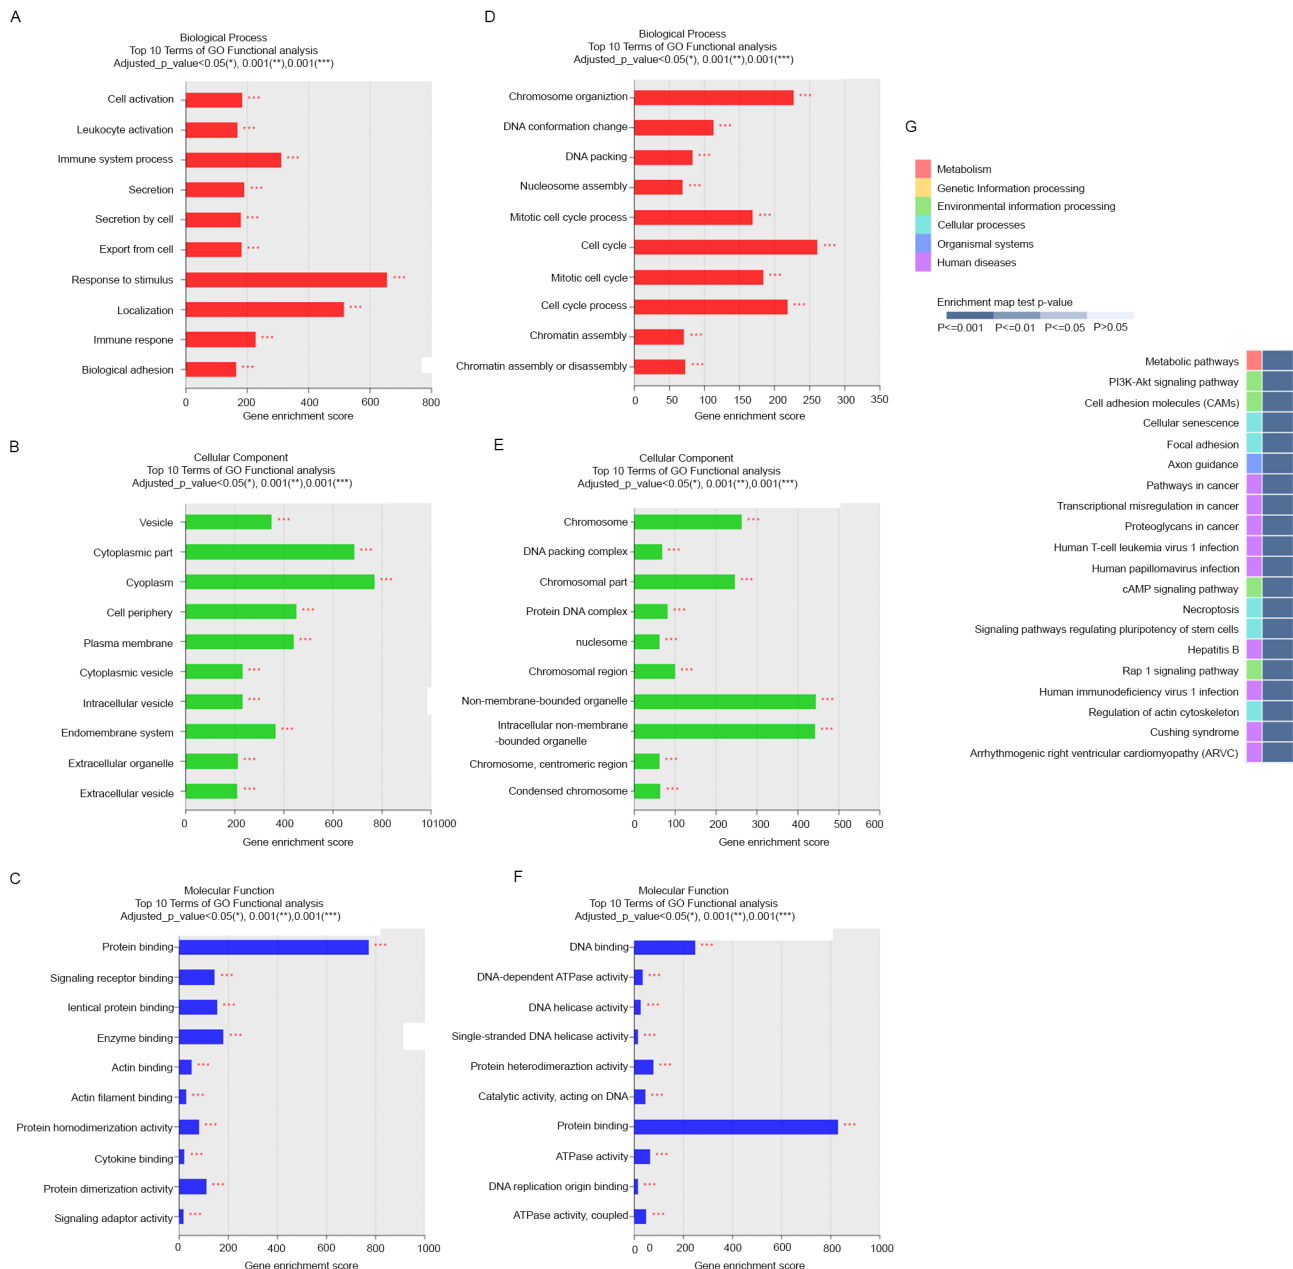 A
Biological Process
Top 10 Terms of GO Functional analysis
Adjusted_p_value<0.05(*), 0.001(**),0.001(***)
Cell activation ***
Leukocyte activation ***
Immune system process ***
Secretion ***
Secretion by cell ***
Export from cell ***
Response to stimulus ***
Localization ***
Immune respone ***
Biological adhesion ***
0 200 400 600 800
Gene enrichment score
B
Cellular Component
Top 10 Terms of GO Functional analysis
Adjusted_p_value<0.05(*), 0.001(**),0.001(***)
Vesicle ***
Cytoplasmic part ***
Cyoplasm ***
Cell periphery ***
Plasma membrane ***
Cytoplasmic vesicle ***
Intracellular vesicle ***
Endomembrane system ***
Extracellular organelle ***
Extracellular vesicle ***
0 200 400 600 800 101000
Gene enrichment score
C
Molecular Function
Top 10 Terms of GO Functional analysis
Adjusted_p_value<0.05(*), 0.001(**),0.001(***)
Protein binding ***
Signaling receptor binding ***
lentical protein binding ***
Enzyme binding ***
Actin binding ***
Actin filament binding ***
Protein homodimerization activity ***
Cytokine binding ***
Protein dimerization activity ***
Signaling adaptor activity ***
0 200 400 600 800 1000
Gene enrichment score
D
Biological Process
Top 10 Terms of GO Functional analysis
Adjusted_p_value<0.05(*), 0.001(**),0.001(***)
Chromosome organiztion ***
DNA conformation change ***
DNA packing ***
Nucleosome assembly ***
Mitotic cell cycle process ***
Cell cycle ***
Mitotic cell cycle ***
Cell cycle process ***
Chromatin assembly ***
Chromatin assembly or disassembly ***
0 50 100 150 200 250 300 350
Gene enrichment score
E
Cellular Component
Top 10 Terms of GO Functional analysis
Adjusted_p_value<0.05(*), 0.001(**),0.001(***)
Chromosome ***
DNA packing complex ***
Chromosomal part ***
Protein DNA complex ***
nuclesome ***
Chromosomal region ***
Non-membrane-bounded organelle ***
Intracellular non-membrane
-bounded organelle ***
Chromosome, centromeric region ***
Condensed chromosome ***
0 100 200 300 400 500 600
Gene enrichment score
F
Molecular Function
Top 10 Terms of GO Functional analysis
Adjusted_p_value<0.05(*), 0.001(**),0.001(***)
DNA binding ***
DNA-dependent ATPase activity ***
DNA helicase activity ***
Single-stranded DNA helicase activity ***
Protein heterodimeraztion activity ***
Catalytic activity, acting on DNA ***
Protein binding ***
ATPase activity ***
DNA replication origin binding ***
ATPase activity, coupled ***
0 0 200 400 600 800 1000
Gene enrichment score
G
Metabolism
Genetic Information processing
Environmental information processing
Cellular processes
Organismal systems
Human diseases
Enrichment map test p-value
P<=0.001 P<=0.01 P<=0.05 P>0.05
Metabolic pathways
PI3K-Akt signaling pathway
Cell adhesion molecules (CAMs)
Cellular senescence
Focal adhesion
Axon guidance
Pathways in cancer
Transcriptional misregulation in cancer
Proteoglycans in cancer
Human T-cell leukemia virus 1 infection
Human papillomavirus infection
cAMP signaling pathway
Necroptosis
Signaling pathways regulating pluripotency of stem cells
Hepatitis B
Rap 1 signaling pathway
Human immunodeficiency virus 1 infection
Regulation of actin cytoskeleton
Cushing syndrome
Arrhythmogenic right ventricular cardiomyopathy (ARVC)